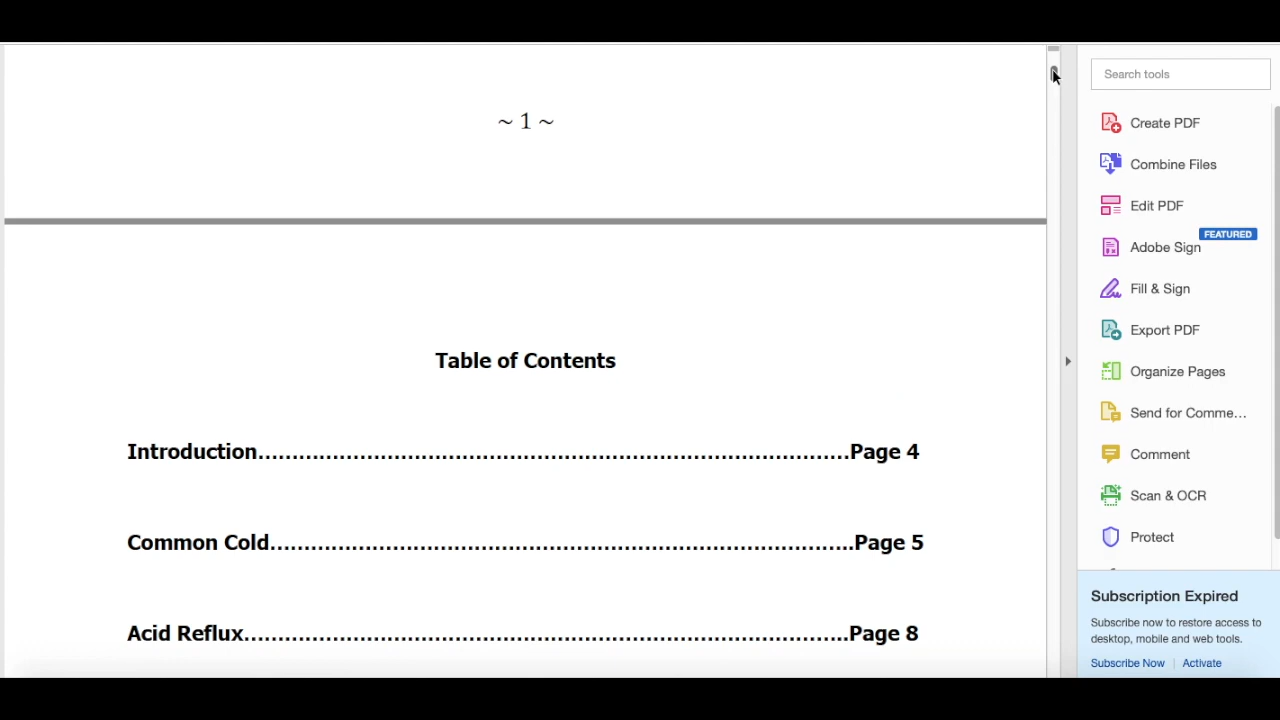 ~ 1 ~
Table of Contents
Introduction.......................................................................................Page 4
Common Cold......................................................................................Page 5
Acid Reflux.........................................................................................Page 8
Search tools
Create PDF
Combine Files
Edit PDF
FEATURED
Adobe Sign
Fill & Sign
Export PDF
Organize Pages
Send for Comme...
Comment
Scan & OCR
Protect
Subscription Expired
Subscribe now to restore access to
desktop, mobile and web tools.
Subscribe Now | Activate